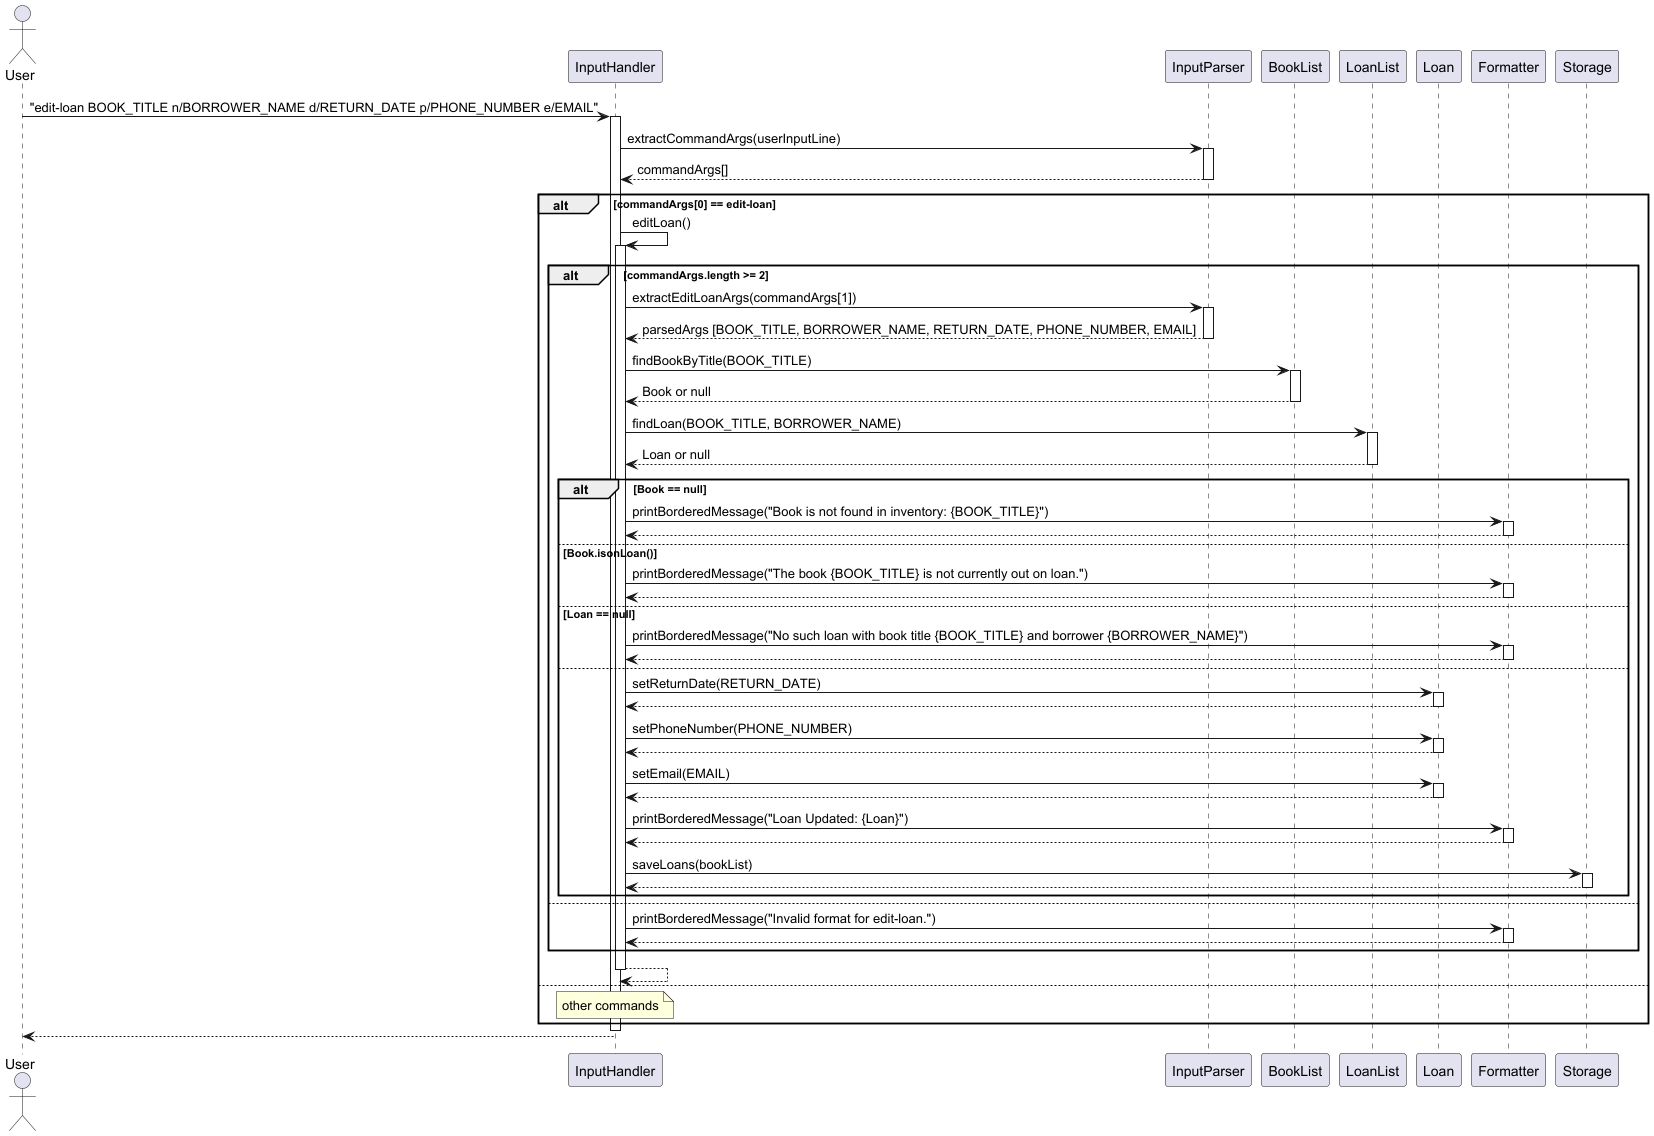 User
InputHandler
InputParser
BookList
LoanList
Loan
Formatter
Storage
"edit-loan BOOK_TITLE n/BORROWER_NAME d/RETURN_DATE p/PHONE_NUMBER e/EMAIL"
extractCommandArgs(userInputLine)
commandArgs[]
alt
[commandArgs[0] == edit-loan]
editLoan()
alt
[commandArgs.length >= 2]
extractEditLoanArgs(commandArgs[1])
parsedArgs [BOOK_TITLE, BORROWER_NAME, RETURN_DATE, PHONE_NUMBER, EMAIL]
findBookByTitle(BOOK_TITLE)
Book or null
findLoan(BOOK_TITLE, BORROWER_NAME)
Loan or null
alt
[Book == null]
printBorderedMessage("Book is not found in inventory: {BOOK_TITLE}")
[Book.isonLoan()]
printBorderedMessage("The book {BOOK_TITLE} is not currently out on loan.")
[Loan == null]
printBorderedMessage("No such loan with book title {BOOK_TITLE} and borrower {BORROWER_NAME}")
setReturnDate(RETURN_DATE)
setPhoneNumber(PHONE_NUMBER)
setEmail(EMAIL)
printBorderedMessage("Loan Updated: {Loan}")
saveLoans(bookList)
printBorderedMessage("Invalid format for edit-loan.")
other commands
User
InputHandler
InputParser
BookList
LoanList
Loan
Formatter
Storage